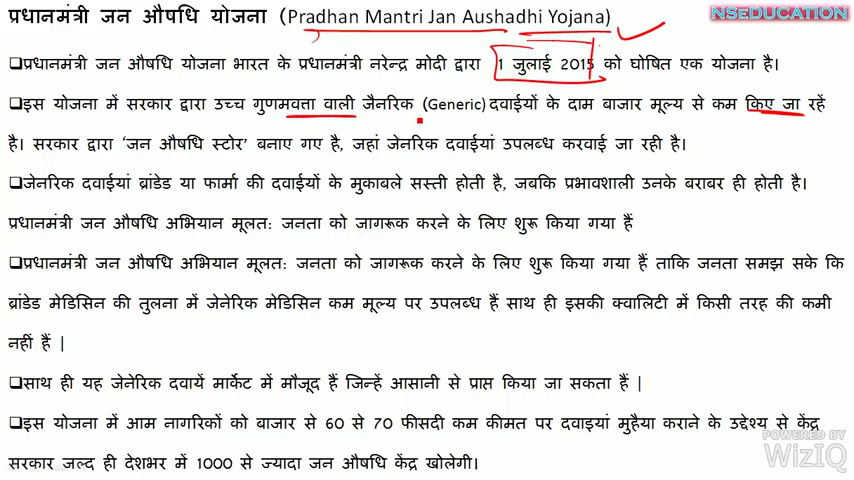 प्रधानमंत्री जन औषधि योजना (Pradhan Mantri Jan Aushadhi Yojana)
NSEDUCATION
❑प्रधानमंत्री जन औषधि योजना भारत के प्रधानमंत्री नरेन्द्र मोदी द्वारा 1 जुलाई 2015 को घोषित एक योजना है।
❑इस योजना में सरकार द्वारा उच्च गुणमवत्ता वाली जैनरिक (Generic) दवाईयों के दाम बाजार मूल्य से कम किए जा रहें
है। सरकार द्वारा ‘जन औषधि स्टोर’ बनाए गए है, जहां जेनरिक दवाईयां उपलब्ध करवाई जा रही है।
❑जेनरिक दवाईयां ब्रांडेड या फार्मा की दवाईयों के मुकाबले सस्ती होती है, जबकि प्रभावशाली उनके बराबर ही होती है।
प्रधानमंत्री जन औषधि अभियान मूलत: जनता को जागरूक करने के लिए शुरू किया गया हैं
❑प्रधानमंत्री जन औषधि अभियान मूलत: जनता को जागरूक करने के लिए शुरू किया गया हैं ताकि जनता समझ सके कि
ब्रांडेड मेडिसिन की तुलना में जेनेरिक मेडिसिन कम मूल्य पर उपलब्ध हैं साथ ही इसकी क्वालिटी में किसी तरह की कमी
नहीं हैं |
❑साथ ही यह जेनेरिक दवायें मार्केट में मौजूद हैं जिन्हें आसानी से प्राप्त किया जा सकता हैं |
❑इस योजना में आम नागरिकों को बाजार से 60 से 70 फीसदी कम कीमत पर दवाइयां मुहैया कराने के उद्देश्य से केंद्र
सरकार जल्द ही देशभर में 1000 से ज्यादा जन औषधि केंद्र खोलेगी।
POWERED BY
WizIQ